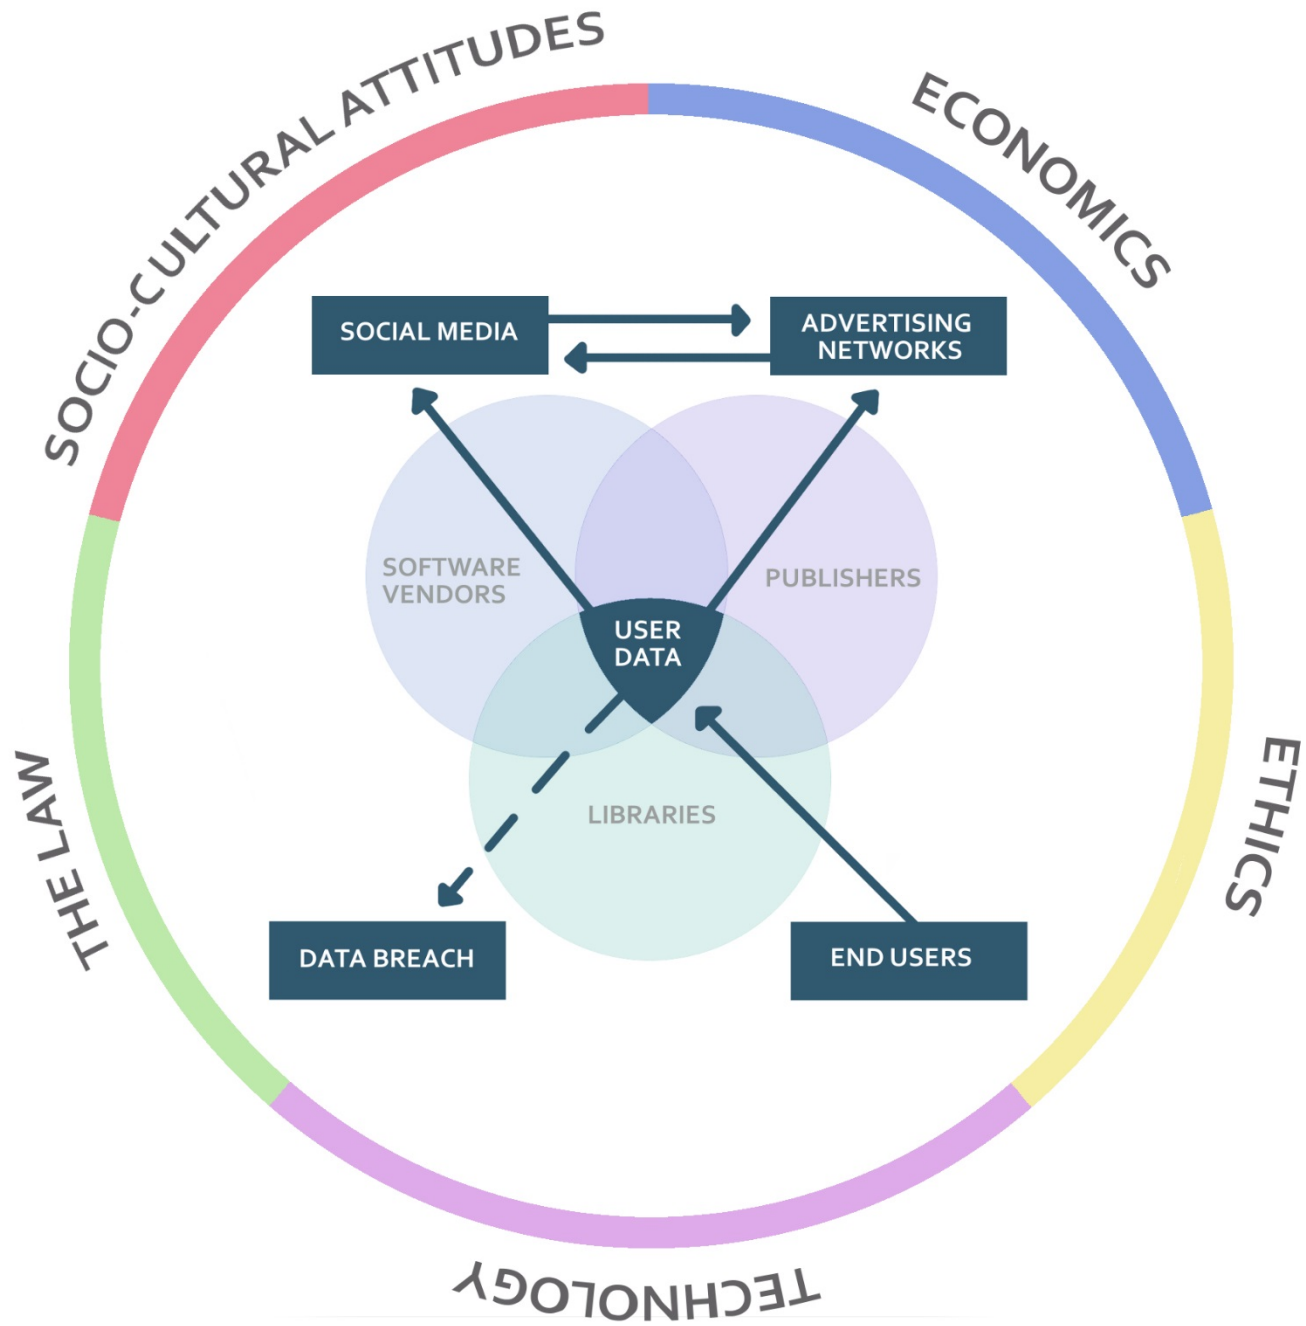 SOCIO-CULTURAL ATTITUDES
ECONOMICS
SOCIAL MEDIA
ADVERTISING
NETWORKS
SOFTWARE
VENDORS
PUBLISHERS
USER
DATA
LIBRARIES
THE LAW
ETHICS
DATA BREACH
END USERS
TECHNOLOGY